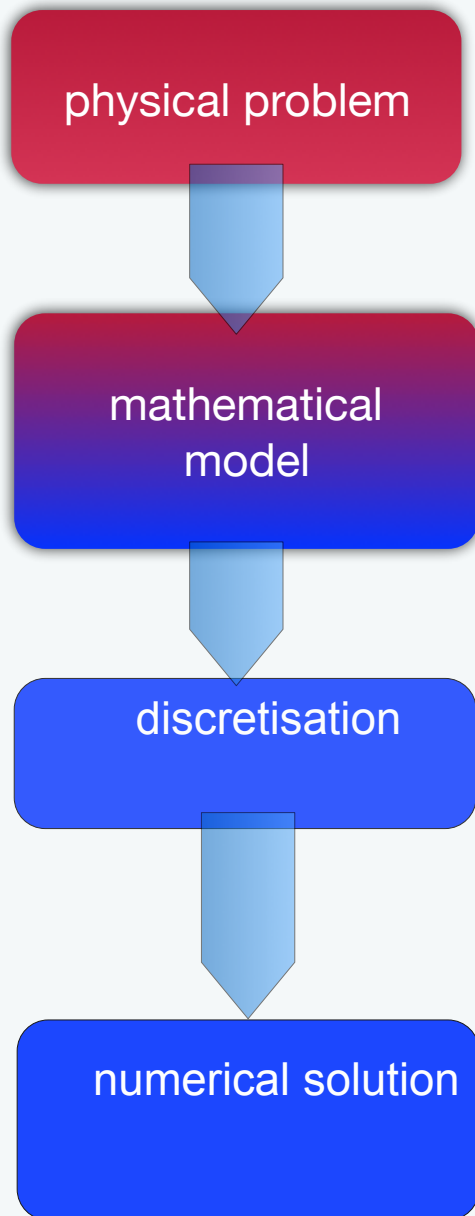 physical problem
mathematical
model
discretisation
numerical solution